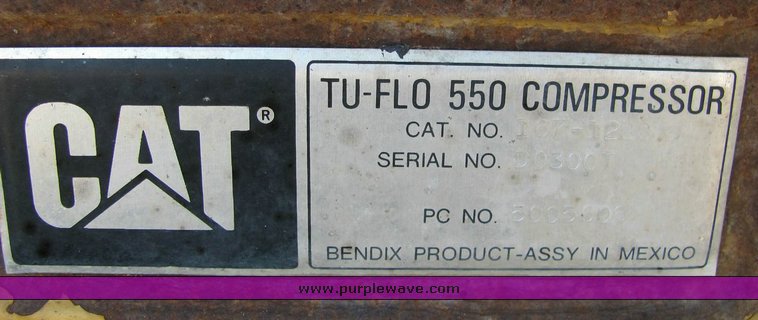 CAT®
TU-FLO 550 COMPRESSOR
CAT. NO.
SERIAL NO.
PC NO.
BENDIX PRODUCT-ASSY IN MEXICO
www.purplewave.com